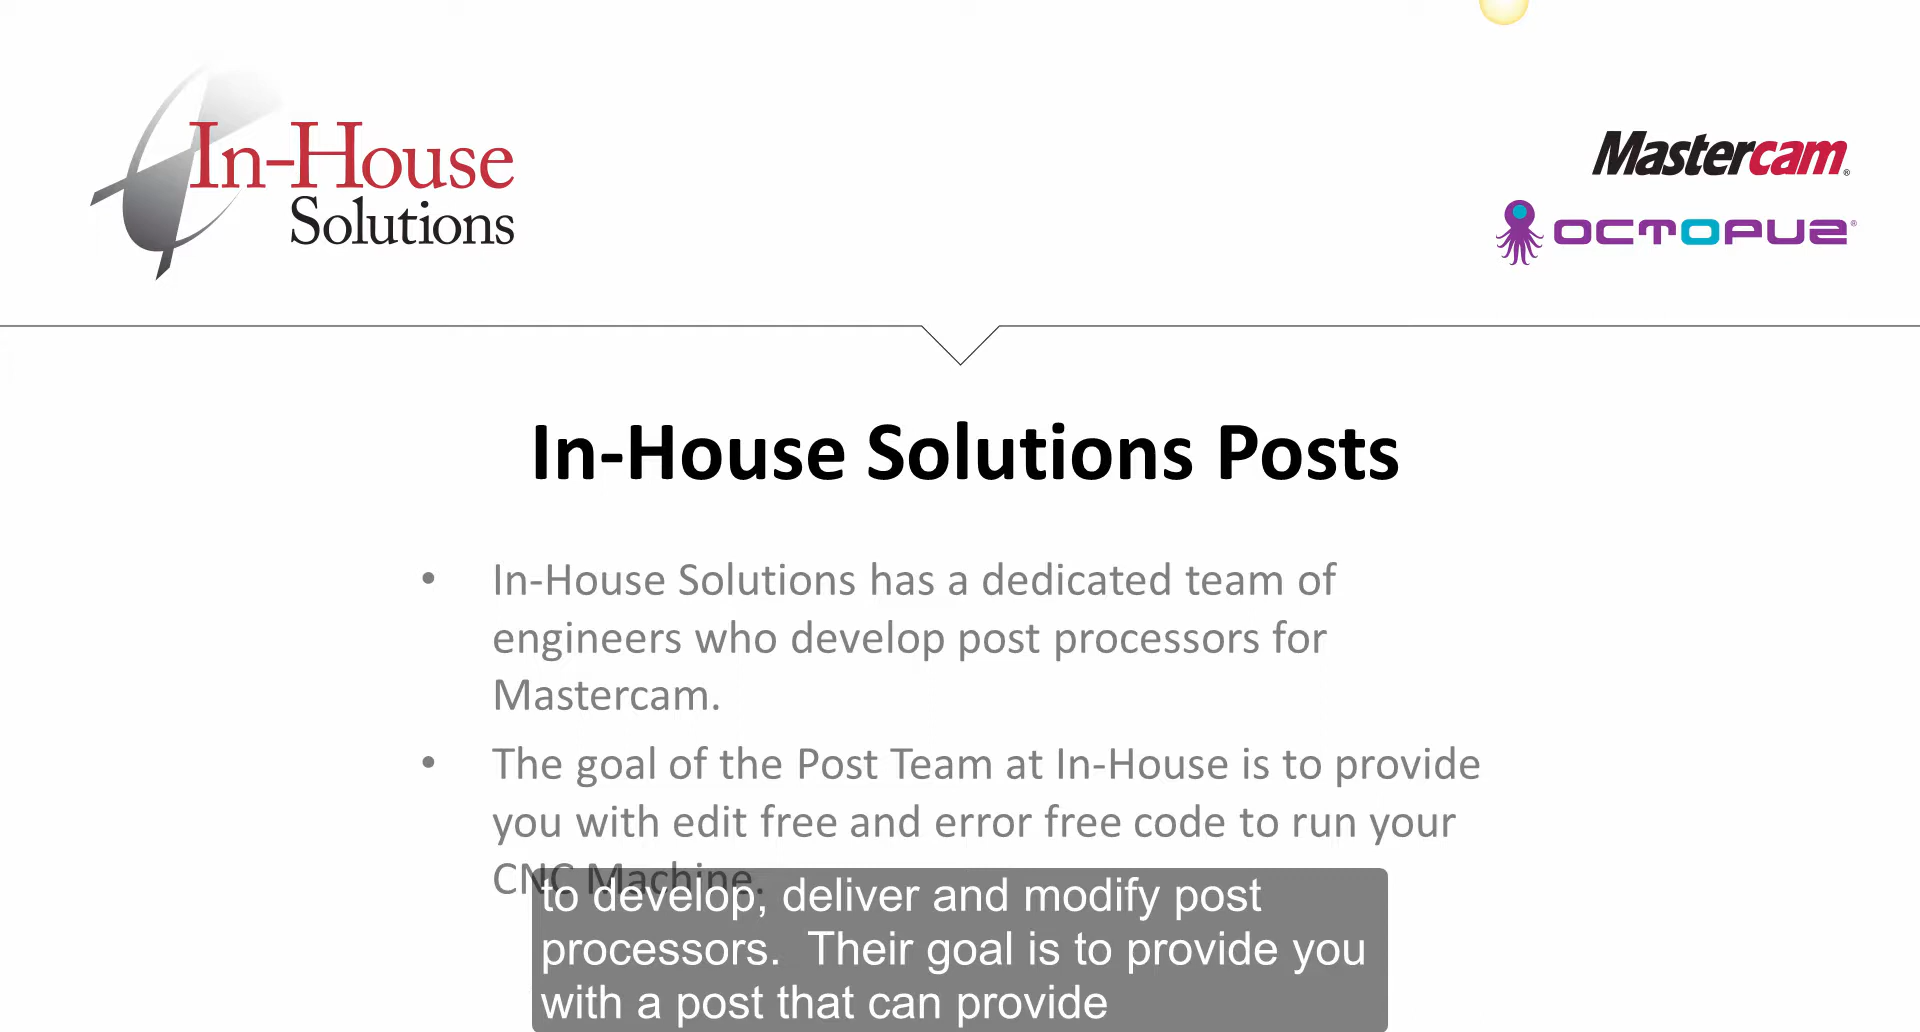 In-House
Solutions
Mastercam®
OCTOPUZ®
In-House Solutions Posts
• In-House Solutions has a dedicated team of
engineers who develop post processors for
Mastercam.
• The goal of the Post Team at In-House is to provide
you with edit free and error free code to run your
CNC Machine.
to develop, deliver and modify post
processors.  Their goal is to provide you
with a post that can provide